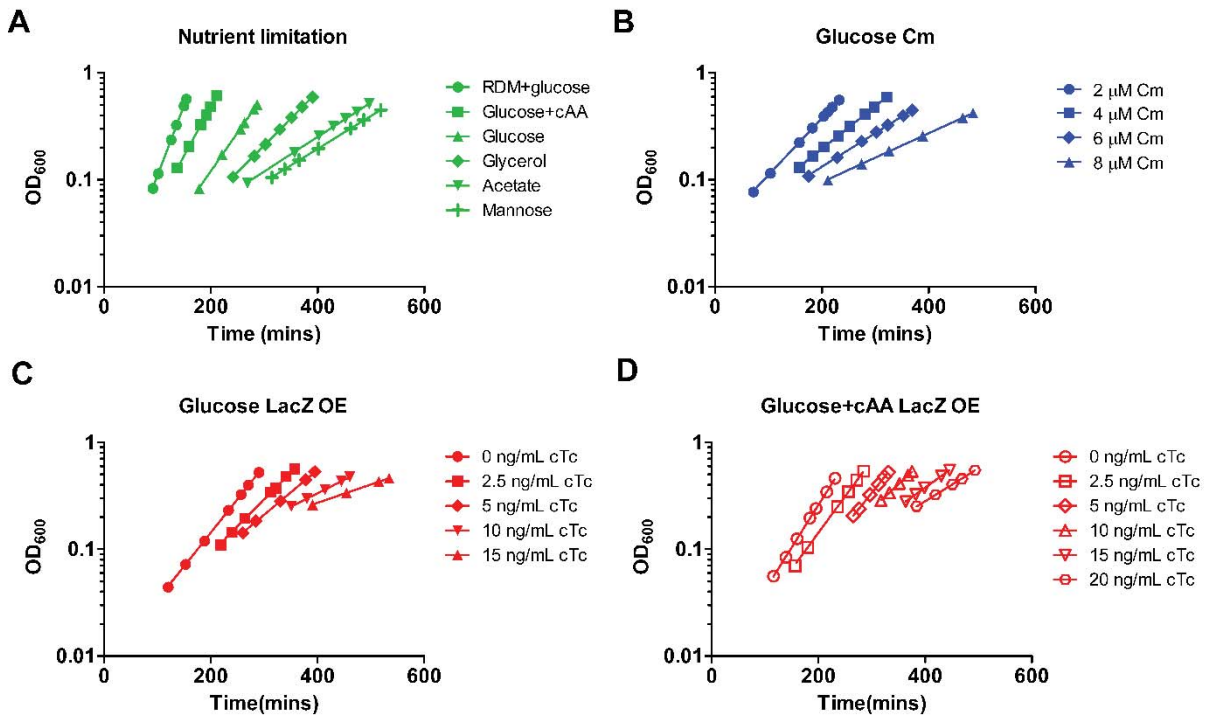 A
Nutrient limitation
1
0.1
0.01
OD600
0
200
400
600
Time (mins)
RDM+glucose
Glucose+cAA
Glucose
Glycerol
Acetate
Mannose
B
Glucose Cm
1
0.1
0.01
OD600
0
200
400
600
Time (mins)
2 μM Cm
4 μM Cm
6 μM Cm
8 μM Cm
C
Glucose LacZ OE
1
0.1
0.01
OD600
0
200
400
600
Time(mins)
0 ng/mL cTc
2.5 ng/mL cTc
5 ng/mL cTc
10 ng/mL cTc
15 ng/mL cTc
D
Glucose+cAA LacZ OE
1
0.1
0.01
OD600
0
200
400
600
Time(mins)
0 ng/mL cTc
2.5 ng/mL cTc
5 ng/mL cTc
10 ng/mL cTc
15 ng/mL cTc
20 ng/mL cTc